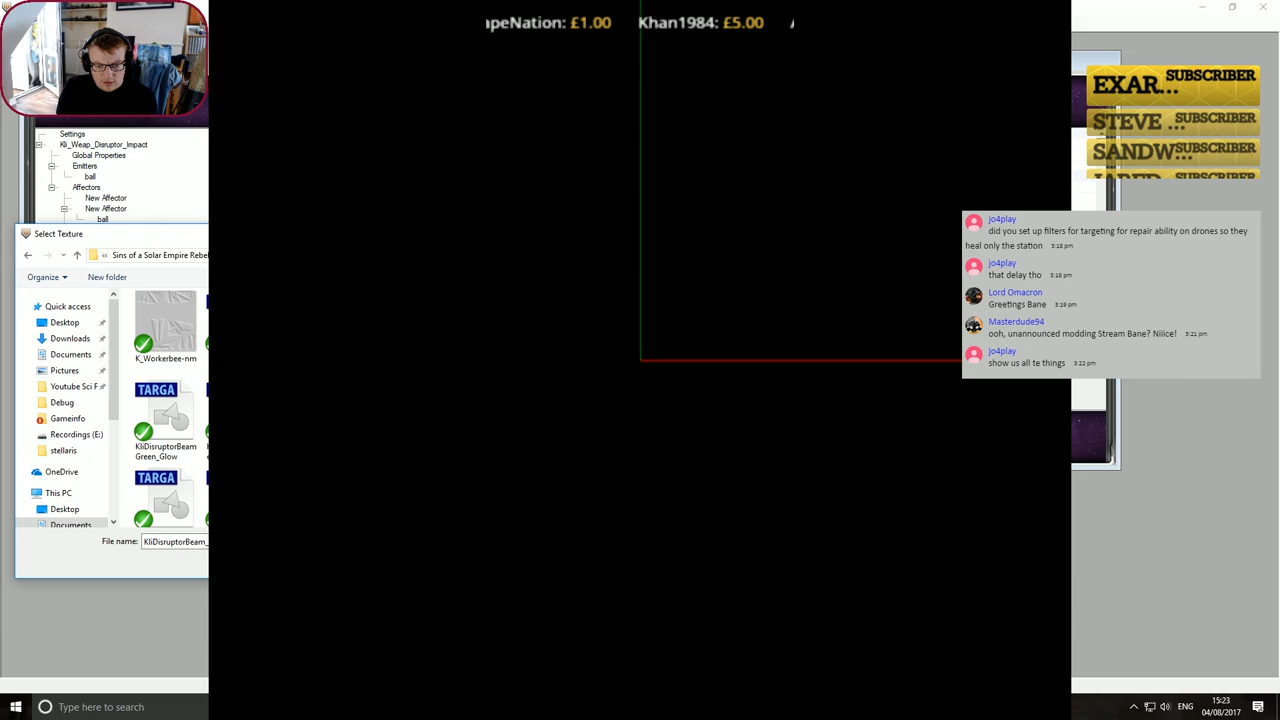 peNation: £1.00 Khan1984: £5.00
EXAR... SUBSCRIBER
STEVE ... SUBSCRIBER
SANDW... SUBSCRIBER
JARED SUBSCRIBER
Settings
Kli_Weap_Disruptor_Impact
Global Properties
Emitters
ball
Affectors
New Affector
New Affector
ball
Select Texture
« Sins of a Solar Empire Rebel
Organize
New folder
Quick access
Desktop
Downloads
Documents
Pictures
Youtube Sci F
Debug
Gameinfo
Recordings (E:)
stellaris
OneDrive
This PC
Desktop
Documents
K_Workerbee-nm
TARGA
KliDisruptorBeam
Green_Glow
TARGA
File name:
KliDisruptorBeam_
jo4play
did you set up filters for targeting for repair ability on drones so they
heal only the station 3:18 pm
jo4play
that delay tho 3:18 pm
Lord Omacron
Greetings Bane 3:19 pm
Masterdude94
ooh, unannounced modding Stream Bane? Niiice! 3:21 pm
jo4play
show us all te things 3:22 pm
Type here to search
ENG
15:23
04/08/2017